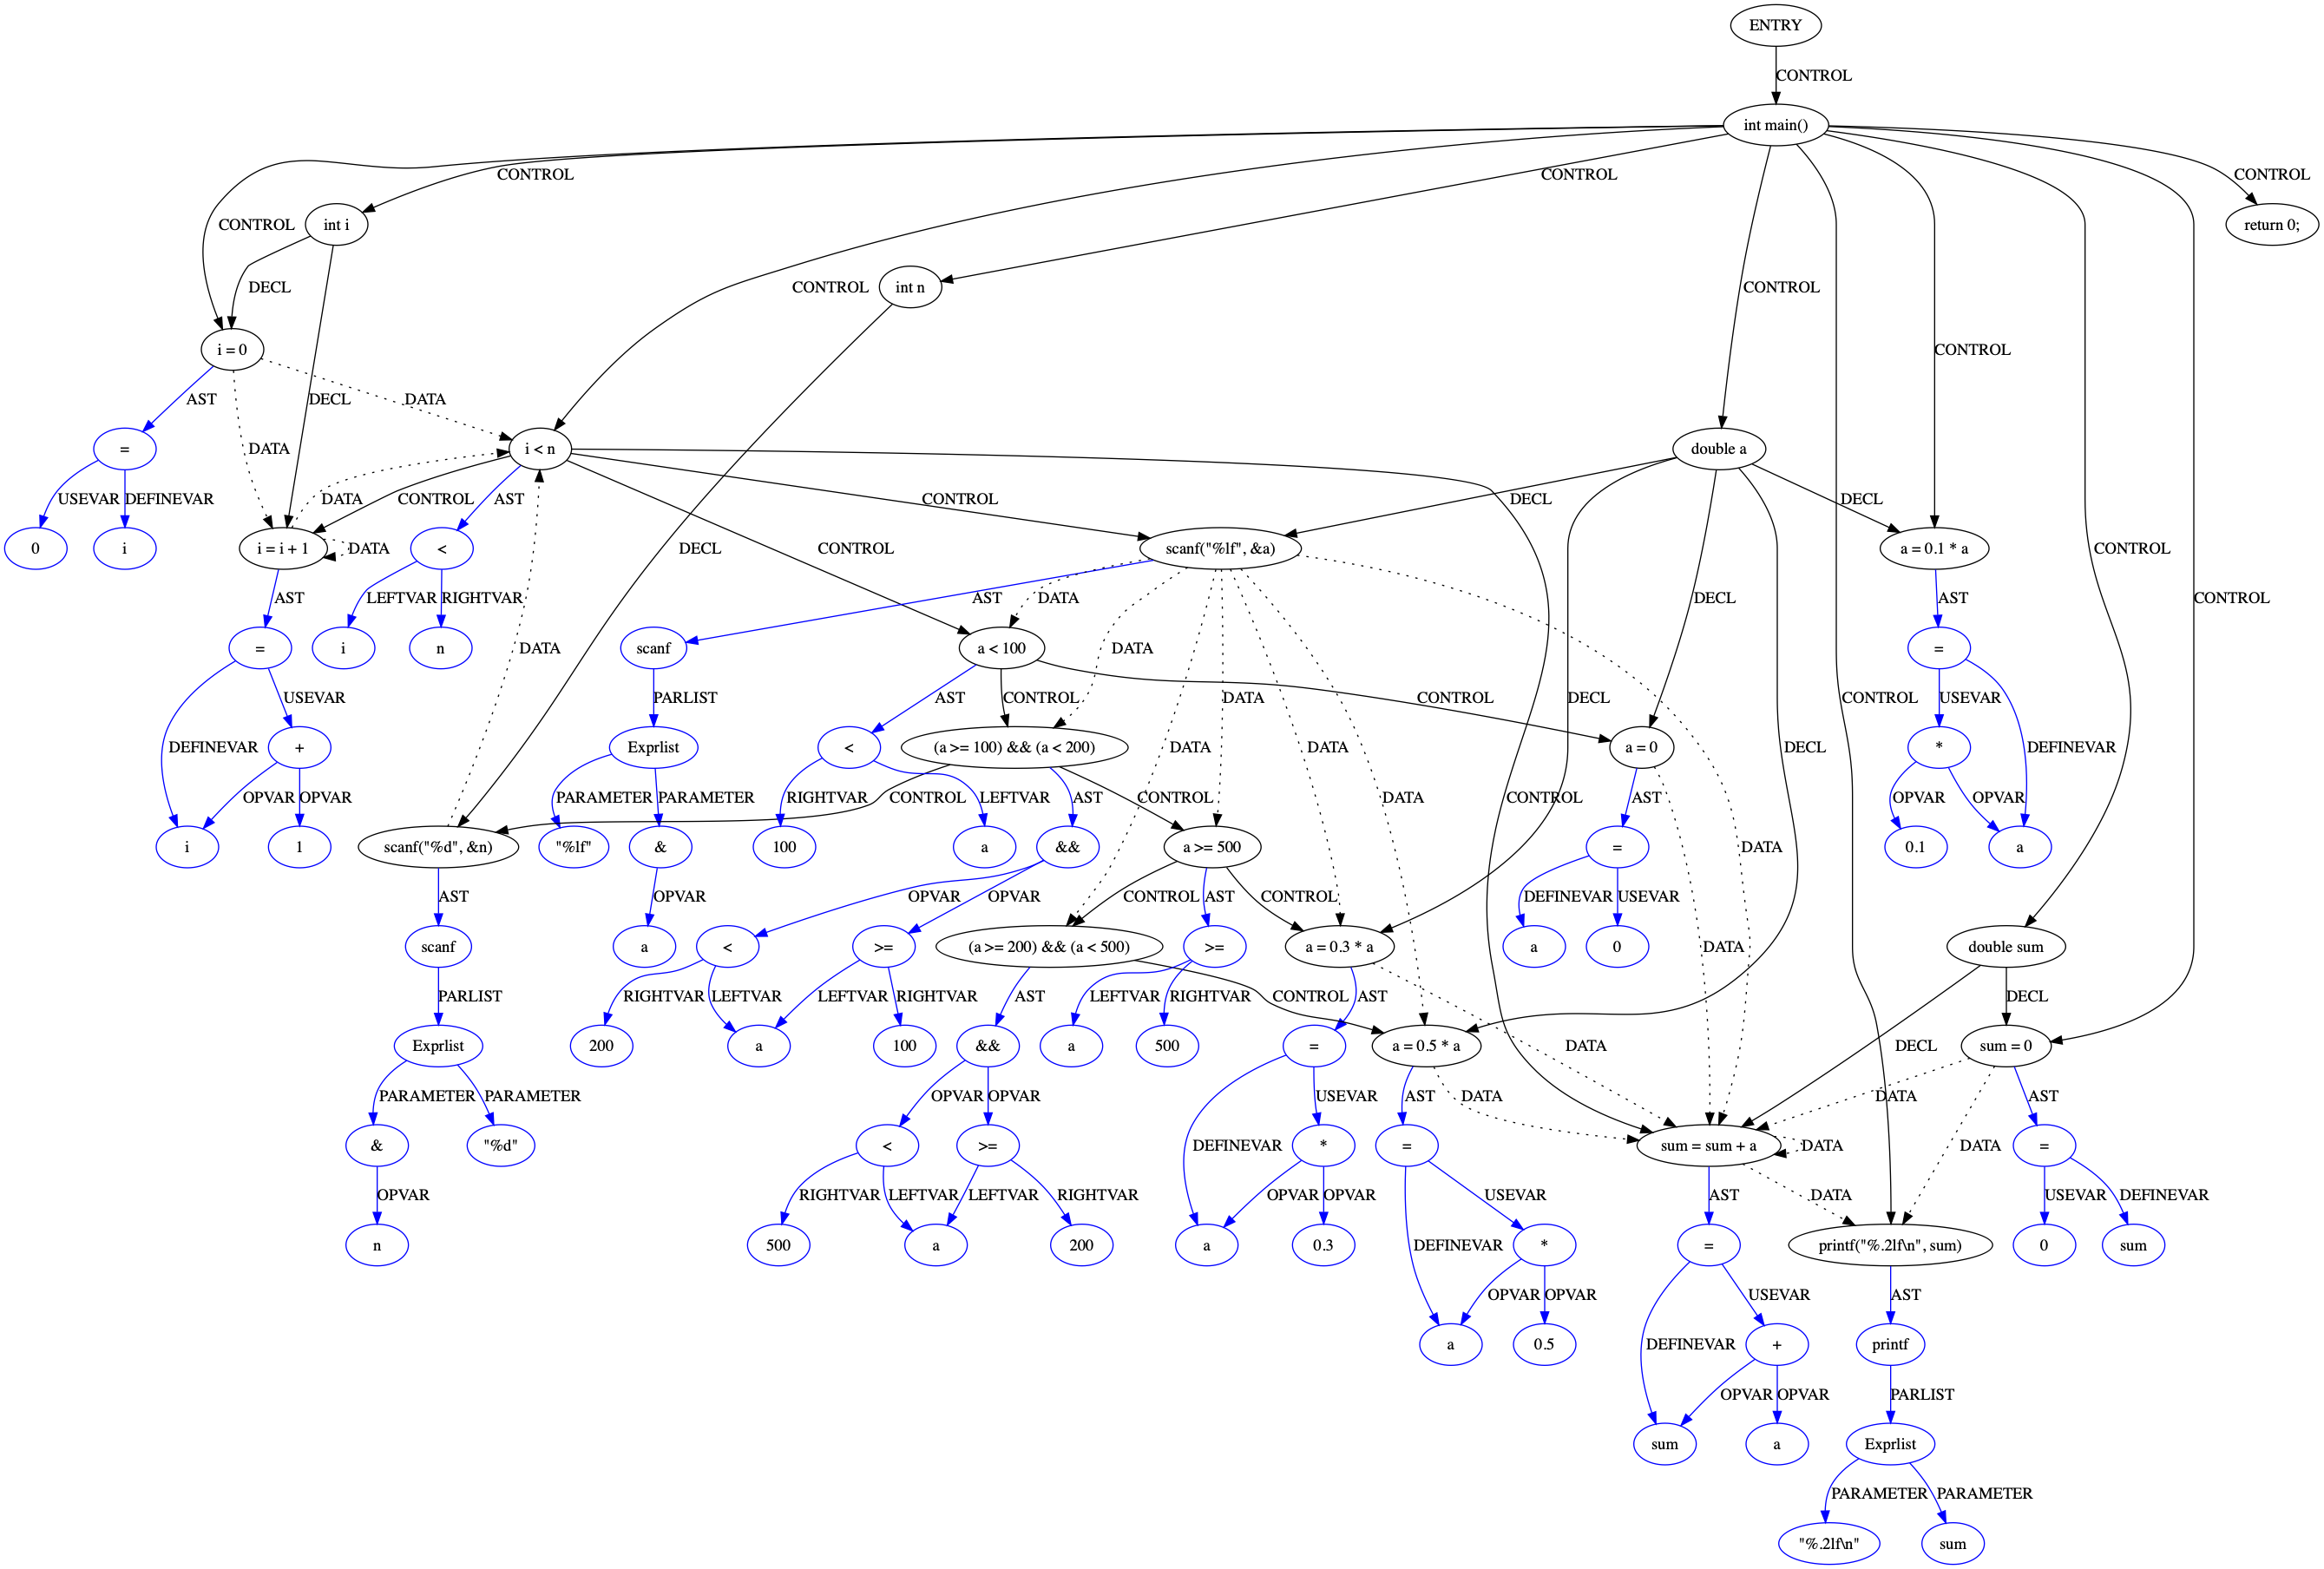 ENTRY
CONTROL
int main()
CONTROL CONTROL CONTROL
CONTROL int i CONTROL return 0;
DECL CONTROL int n CONTROL
i = 0 CONTROL
AST DECL DATA
= DATA i < n double a
USEVAR DEFINEVAR DATA CONTROL AST CONTROL DECL DECL
0 i i = i + 1 DATA < DECL CONTROL scanf("%lf", &a) a = 0.1 * a CONTROL
AST LEFTVAR RIGHTVAR AST DATA DECL AST CONTROL
= i n DATA scanf a < 100 DATA =
USEVAR PARLIST AST CONTROL DATA CONTROL DECL CONTROL USEVAR
DEFINEVAR + Exprlist < (a >= 100) && (a < 200) DATA DATA a = 0 DECL * DEFINEVAR
OPVAR OPVAR CONTROL PARAMETER PARAMETER RIGHTVAR LEFTVAR AST CONTROL DATA CONTROL AST OPVAR OPVAR
i 1 scanf("%d", &n) "%lf" & 100 a && a >= 500 = DATA 0.1 a
AST OPVAR OPVAR OPVAR CONTROL AST CONTROL DEFINEVAR USEVAR
scanf a < >= (a >= 200) && (a < 500) >= a = 0.3 * a a 0 DATA double sum
PARLIST RIGHTVAR LEFTVAR LEFTVAR RIGHTVAR AST LEFTVAR RIGHTVAR CONTROL AST DECL
Exprlist 200 a 100 && a 500 = a = 0.5 * a DATA DECL sum = 0
PARAMETER PARAMETER OPVAR OPVAR USEVAR AST DATA DATA AST
& "%d" < >= DEFINEVAR * = sum = sum + a DATA DATA =
OPVAR RIGHTVAR LEFTVAR LEFTVAR RIGHTVAR OPVAR OPVAR USEVAR AST DATA USEVAR DEFINEVAR
n 500 a 200 a 0.3 DEFINEVAR * = printf("%.2lf\n", sum) 0 sum
OPVAR OPVAR USEVAR AST
a 0.5 DEFINEVAR + printf
OPVAR OPVAR PARLIST
sum a Exprlist
PARAMETER PARAMETER
"%.2lf\n" sum